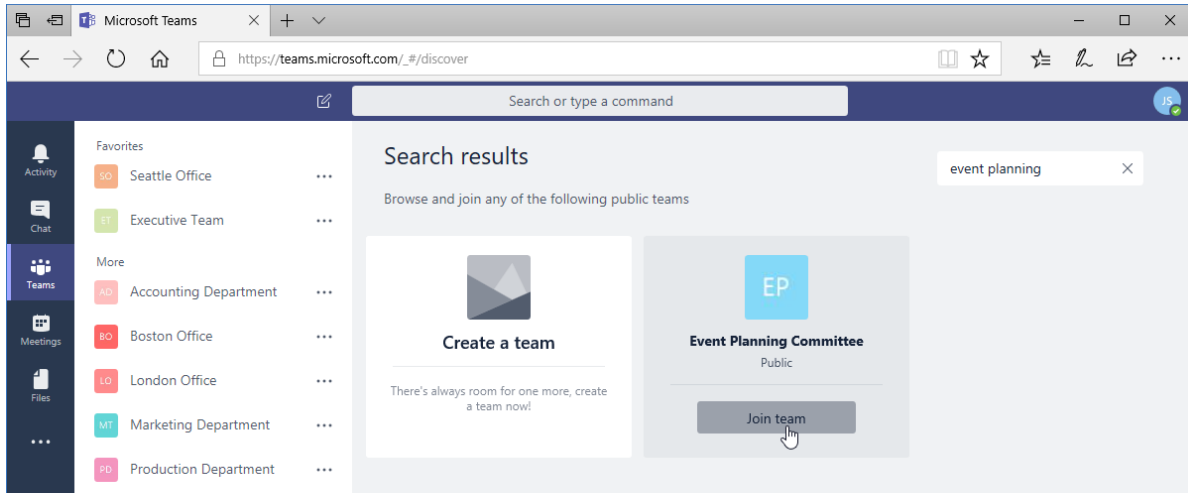 Microsoft Teams
https://teams.microsoft.com/_#/discover
Search or type a command
JS
Activity
Chat
Teams
Meetings
Files
Favorites
SO Seattle Office
ET Executive Team
More
AD Accounting Department
BO Boston Office
LO London Office
MT Marketing Department
PD Production Department
Search results
event planning
Browse and join any of the following public teams
Create a team
There's always room for one more, create
a team now!
EP
Event Planning Committee
Public
Join team